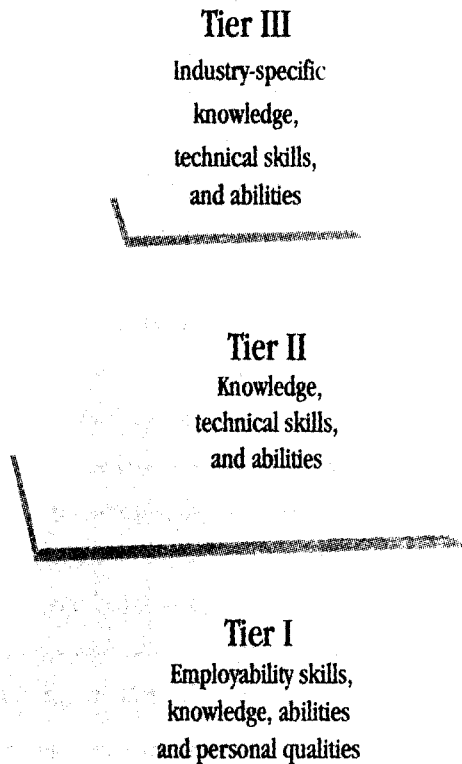 Tier III
Industry-specific
knowledge,
technical skills,
and abilities
Tier II
Knowledge,
technical skills,
and abilities
Tier I
Employability skills,
knowledge, abilities
and personal qualities